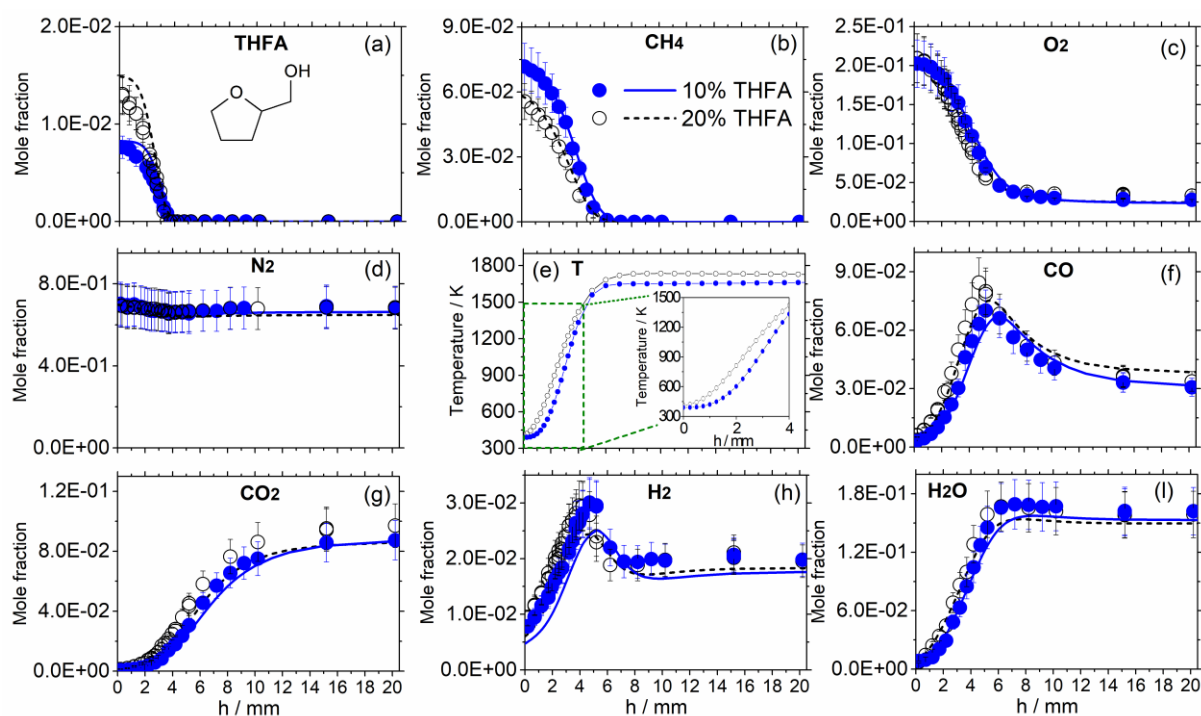 THFA (a)
OH
O
2.0E-02
1.0E-02
0.0E+00
Mole fraction
CH4 (b)
9.0E-02
6.0E-02
3.0E-02
0.0E+00
Mole fraction
10% THFA
20% THFA
O2 (c)
2.0E-01
1.5E-01
1.0E-01
5.0E-02
0.0E+00
Mole fraction
(d) N2
8.0E-01
4.0E-01
0.0E+00
Mole fraction
(e) T
1800
1500
1200
900
600
300
Temperature / K
1500
1200
900
600
300
Temperature / K
0 2 4
h / mm
CO (f)
9.0E-02
6.0E-02
3.0E-02
0.0E+00
Mole fraction
CO2 (g)
1.2E-01
8.0E-02
4.0E-02
0.0E+00
Mole fraction
0 2 4 6 8 10 12 14 16 18 20
h / mm
H2 (h)
3.0E-02
2.0E-02
1.0E-02
0.0E+00
Mole fraction
0 2 4 6 8 10 12 14 16 18 20
h / mm
H2O (I)
1.8E-01
1.2E-01
6.0E-02
0.0E+00
Mole fraction
0 2 4 6 8 10 12 14 16 18 20
h / mm